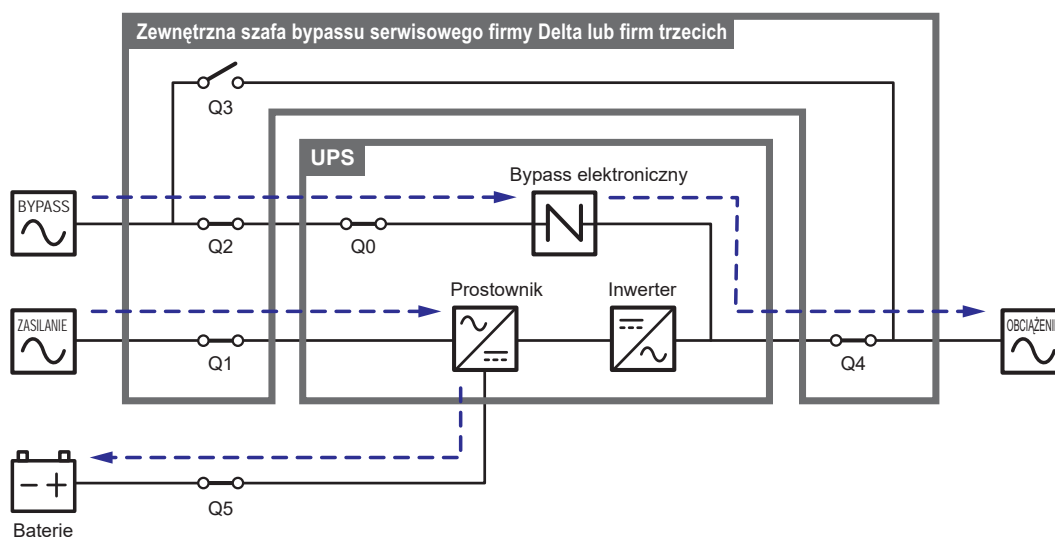 Zewnętrzna szafa bypassu serwisowego firmy Delta lub firm trzecich
Q3
UPS
Bypass elektroniczny
BYPASS
Q2
Q0
Prostownik
Inwerter
ZASILANIE
OBCIĄŻENIE
Q1
Q4
Q5
Baterie